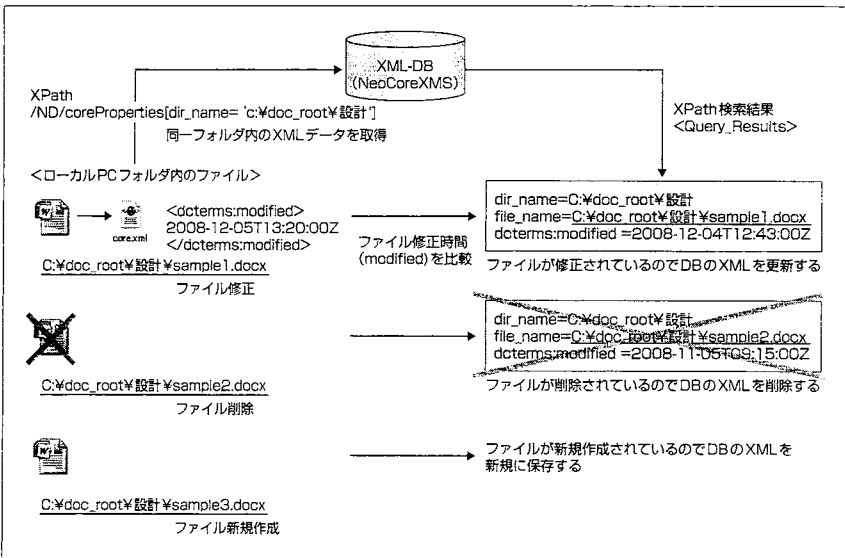 XML-DB
(NeoCoreXMS)
XPath
/ND/coreProperties[dir_name= 'c:¥doc_root¥設計']
同一フォルダ内のXMLデータを取得
XPath検索結果
<Query_Results>
<ローカルPCフォルダ内のファイル>
core.xml
<dcterms:modified>
2008-12-05T13:20:00Z
</dcterms:modified>
C:¥doc_root¥設計¥sample1.docx
ファイル修正
ファイル修正時間
(modified)を比較
dir_name=C:¥doc_root¥設計
file_name=C:¥doc_root¥設計¥sample1.docx
dcterms:modified =2008-12-04T12:43:00Z
ファイルが修正されているのでDBのXMLを更新する
C:¥doc_root¥設計¥sample2.docx
ファイル削除
dir_name=C:¥doc_root¥設計
file_name=C:¥doc_root¥設計¥sample2.docx
dcterms:modified =2008-11-05T09:15:00Z
ファイルが削除されているのでDBのXMLを削除する
C:¥doc_root¥設計¥sample3.docx
ファイル新規作成
ファイルが新規作成されているのでDBのXMLを
新規に保存する